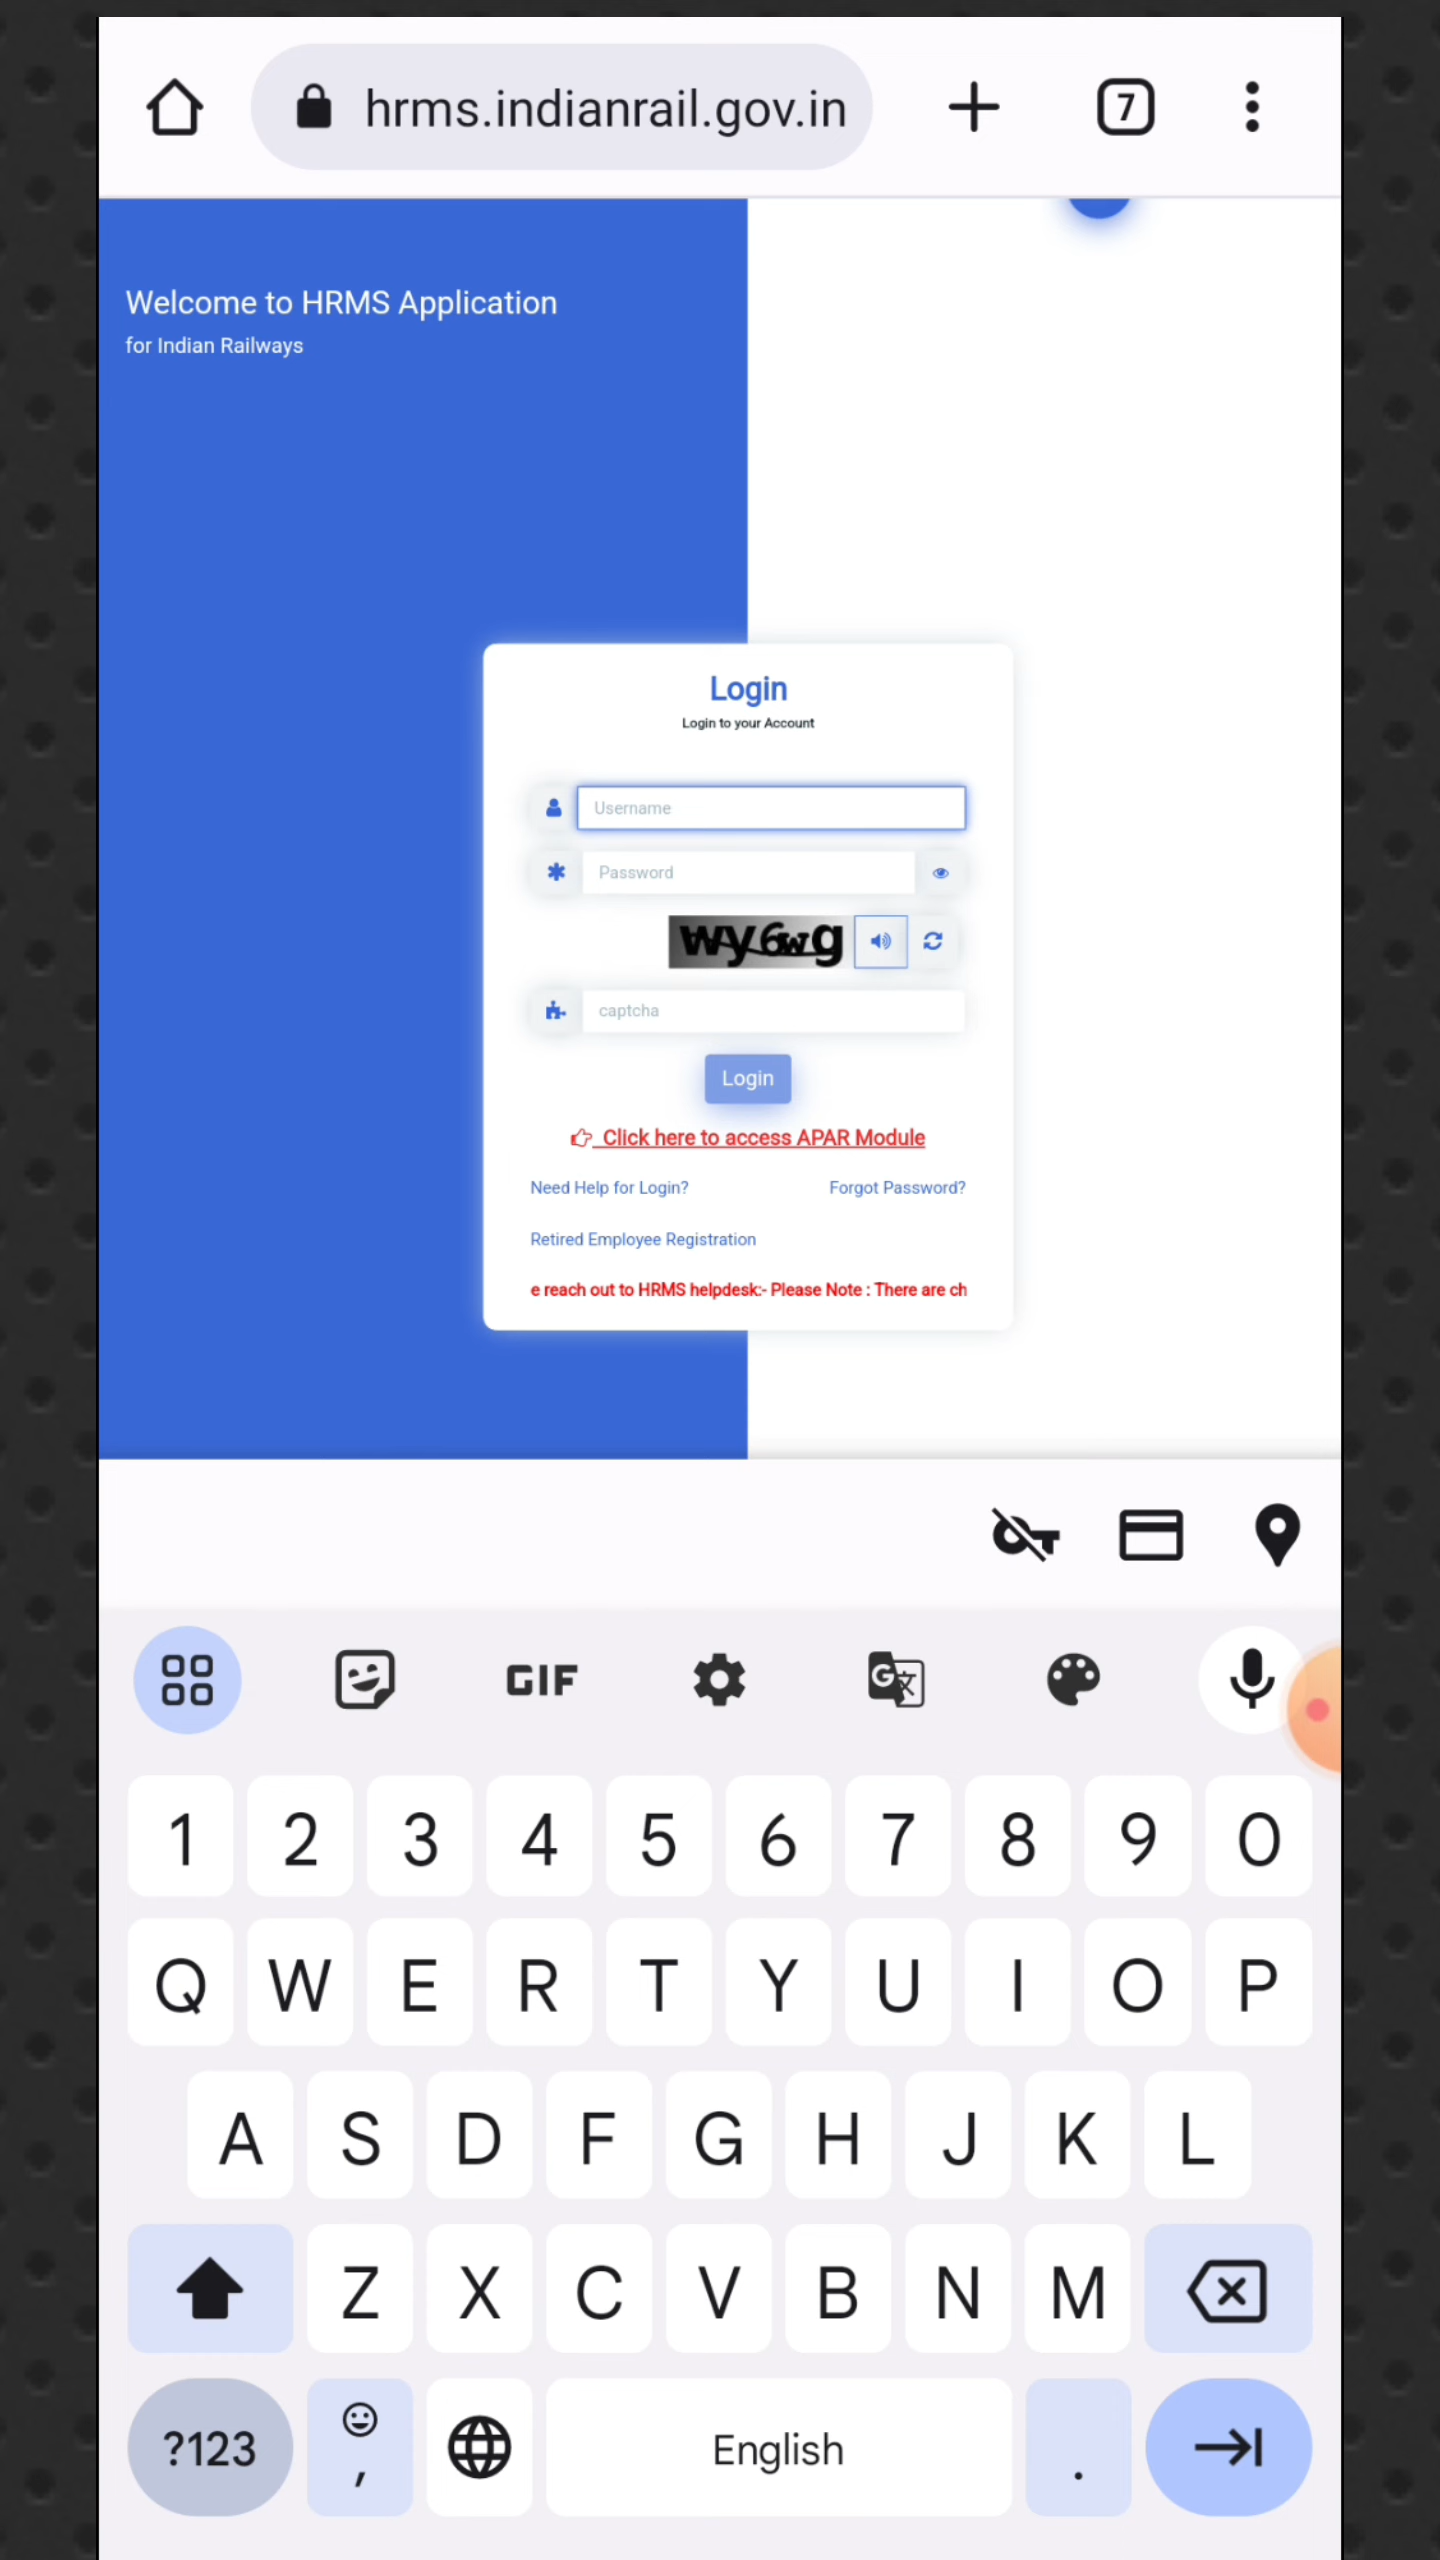 hrms.indianrail.gov.in
7
Welcome to HRMS Application
for Indian Railways
Login
Login to your Account
Username
Password
wy6wg
captcha
Login
Click here to access APAR Module
Need Help for Login? Forgot Password?
Retired Employee Registration
e reach out to HRMS helpdesk:- Please Note : There are ch
GIF
G
1 2 3 4 5 6 7 8 9 0
Q W E R T Y U I O P
A S D F G H J K L
Z X C V B N M
?123 , English .